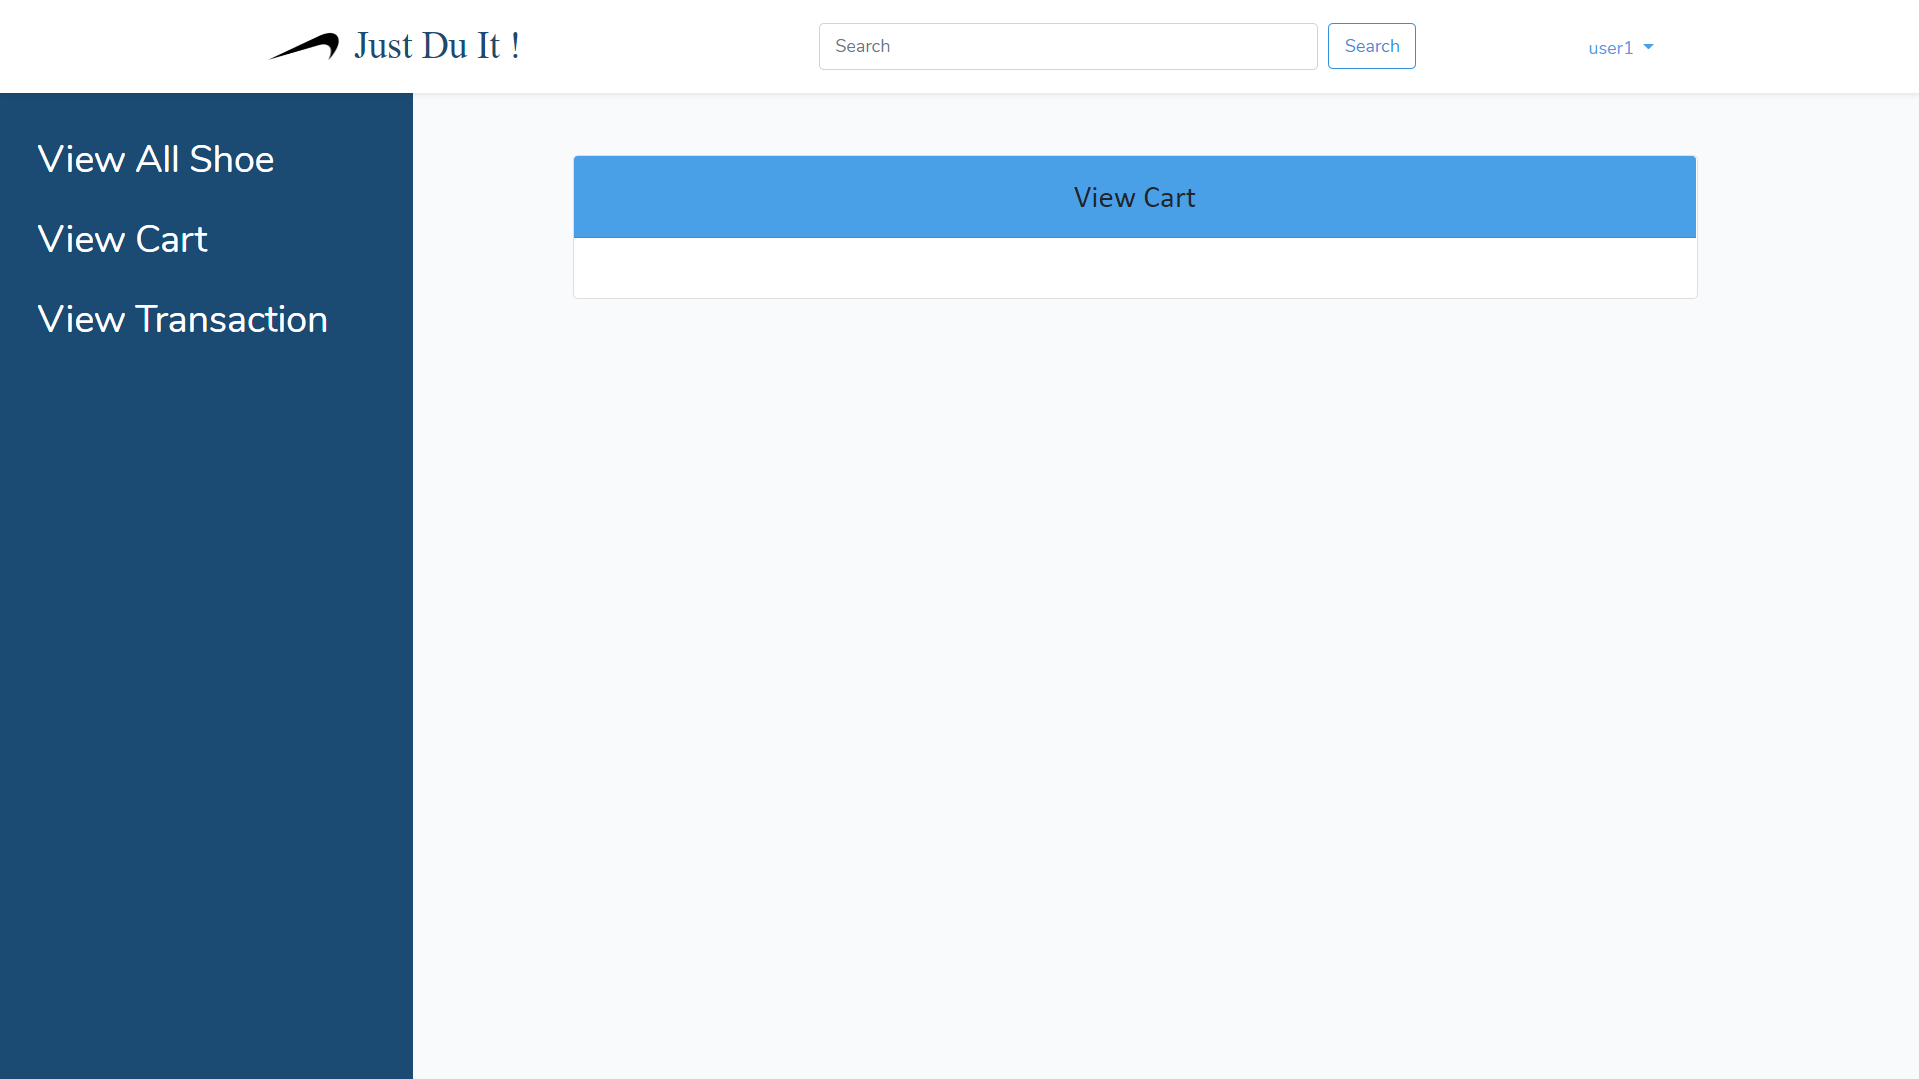 Just Du It !
Search
Search
user1
View All Shoe
View Cart
View Transaction
View Cart